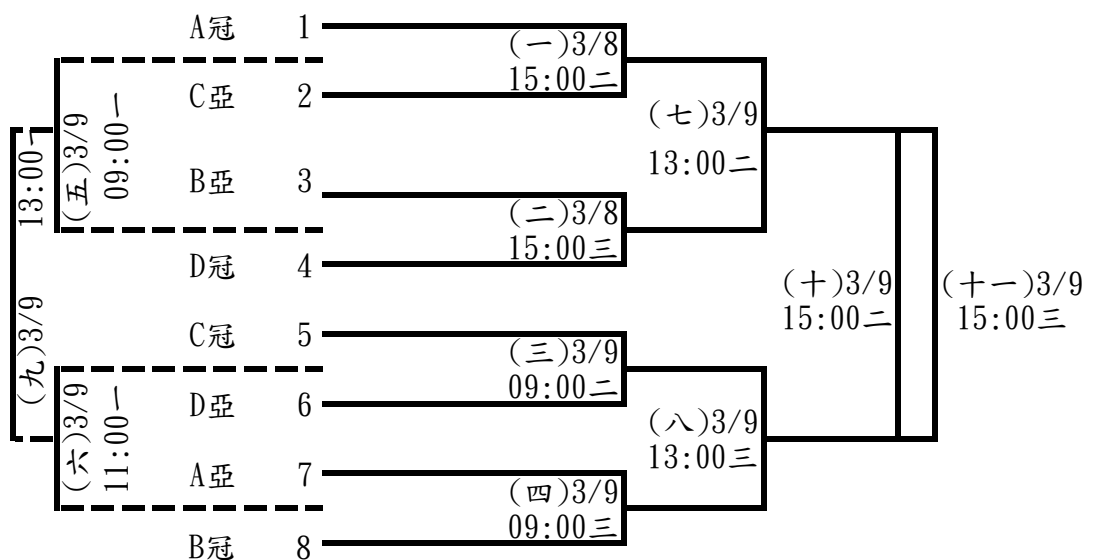 A冠 1
C亞 2
B亞 3
D冠 4
C冠 5
D亞 6
A亞 7
B冠 8
(一)3/8
15:00二
(二)3/8
15:00三
(三)3/9
09:00二
(四)3/9
09:00三
(五)3/9
09:00一
(六)3/9
11:00一
(七)3/9
13:00二
(八)3/9
13:00三
(九)3/9
13:00一
(十)3/9
15:00二
(十一)3/9
15:00三